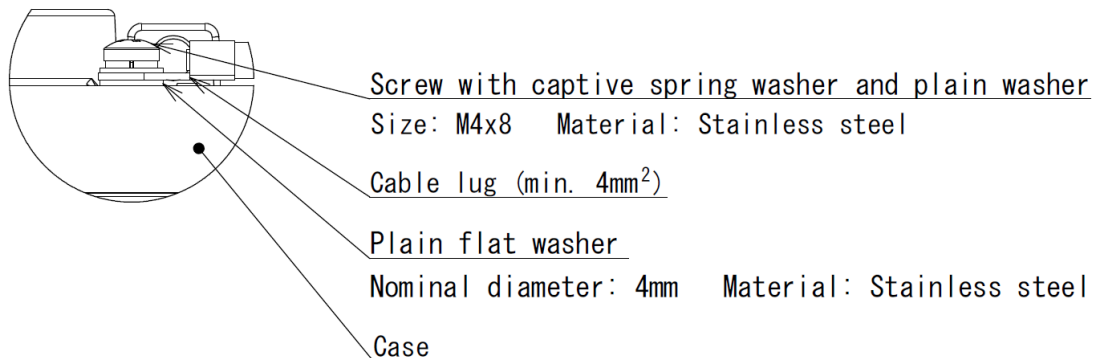 Screw with captive spring washer and plain washer
Size: M4x8 Material: Stainless steel
Cable lug (min. 4mm²)
Plain flat washer
Nominal diameter: 4mm Material: Stainless steel
Case